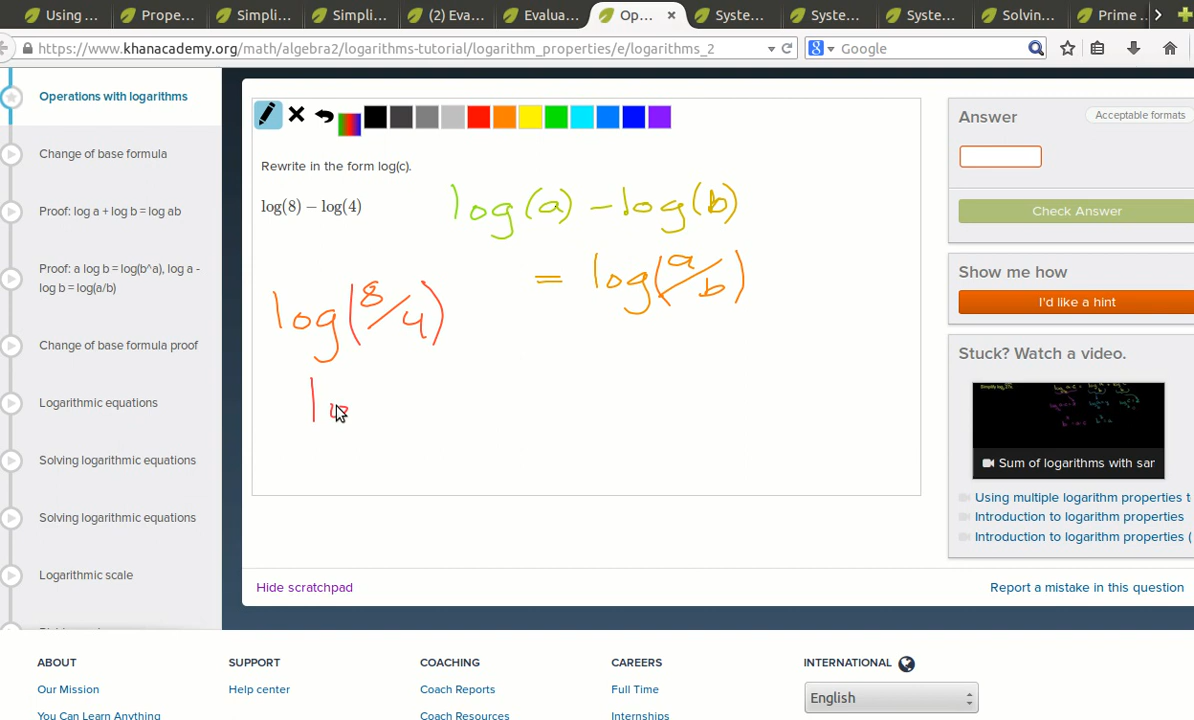 Using ... Prope... Simpli... Simpli... (2) Eva... Evalua... Op... Syste... Syste... Syste... Solvin... Prime ...
https://www.khanacademy.org/math/algebra2/logarithms-tutorial/logarithm_properties/e/logarithms_2 Google
Operations with logarithms
Change of base formula
Proof: log a + log b = log ab
Proof: a log b = log(b^a), log a -
log b = log(a/b)
Change of base formula proof
Logarithmic equations
Solving logarithmic equations
Solving logarithmic equations
Logarithmic scale
Rewrite in the form log(c).
log(8) – log(4)
log(a) - log(b)
= log(a/b)
log(8/4)
lo
Answer
Acceptable formats
Check Answer
Show me how
I'd like a hint
Stuck? Watch a video.
Sum of logarithms with sar
Using multiple logarithm properties t
Introduction to logarithm properties
Introduction to logarithm properties (
Hide scratchpad
Report a mistake in this question
ABOUT
Our Mission
You Can Learn Anything
SUPPORT
Help center
COACHING
Coach Reports
Coach Resources
CAREERS
Full Time
Internships
INTERNATIONAL
English